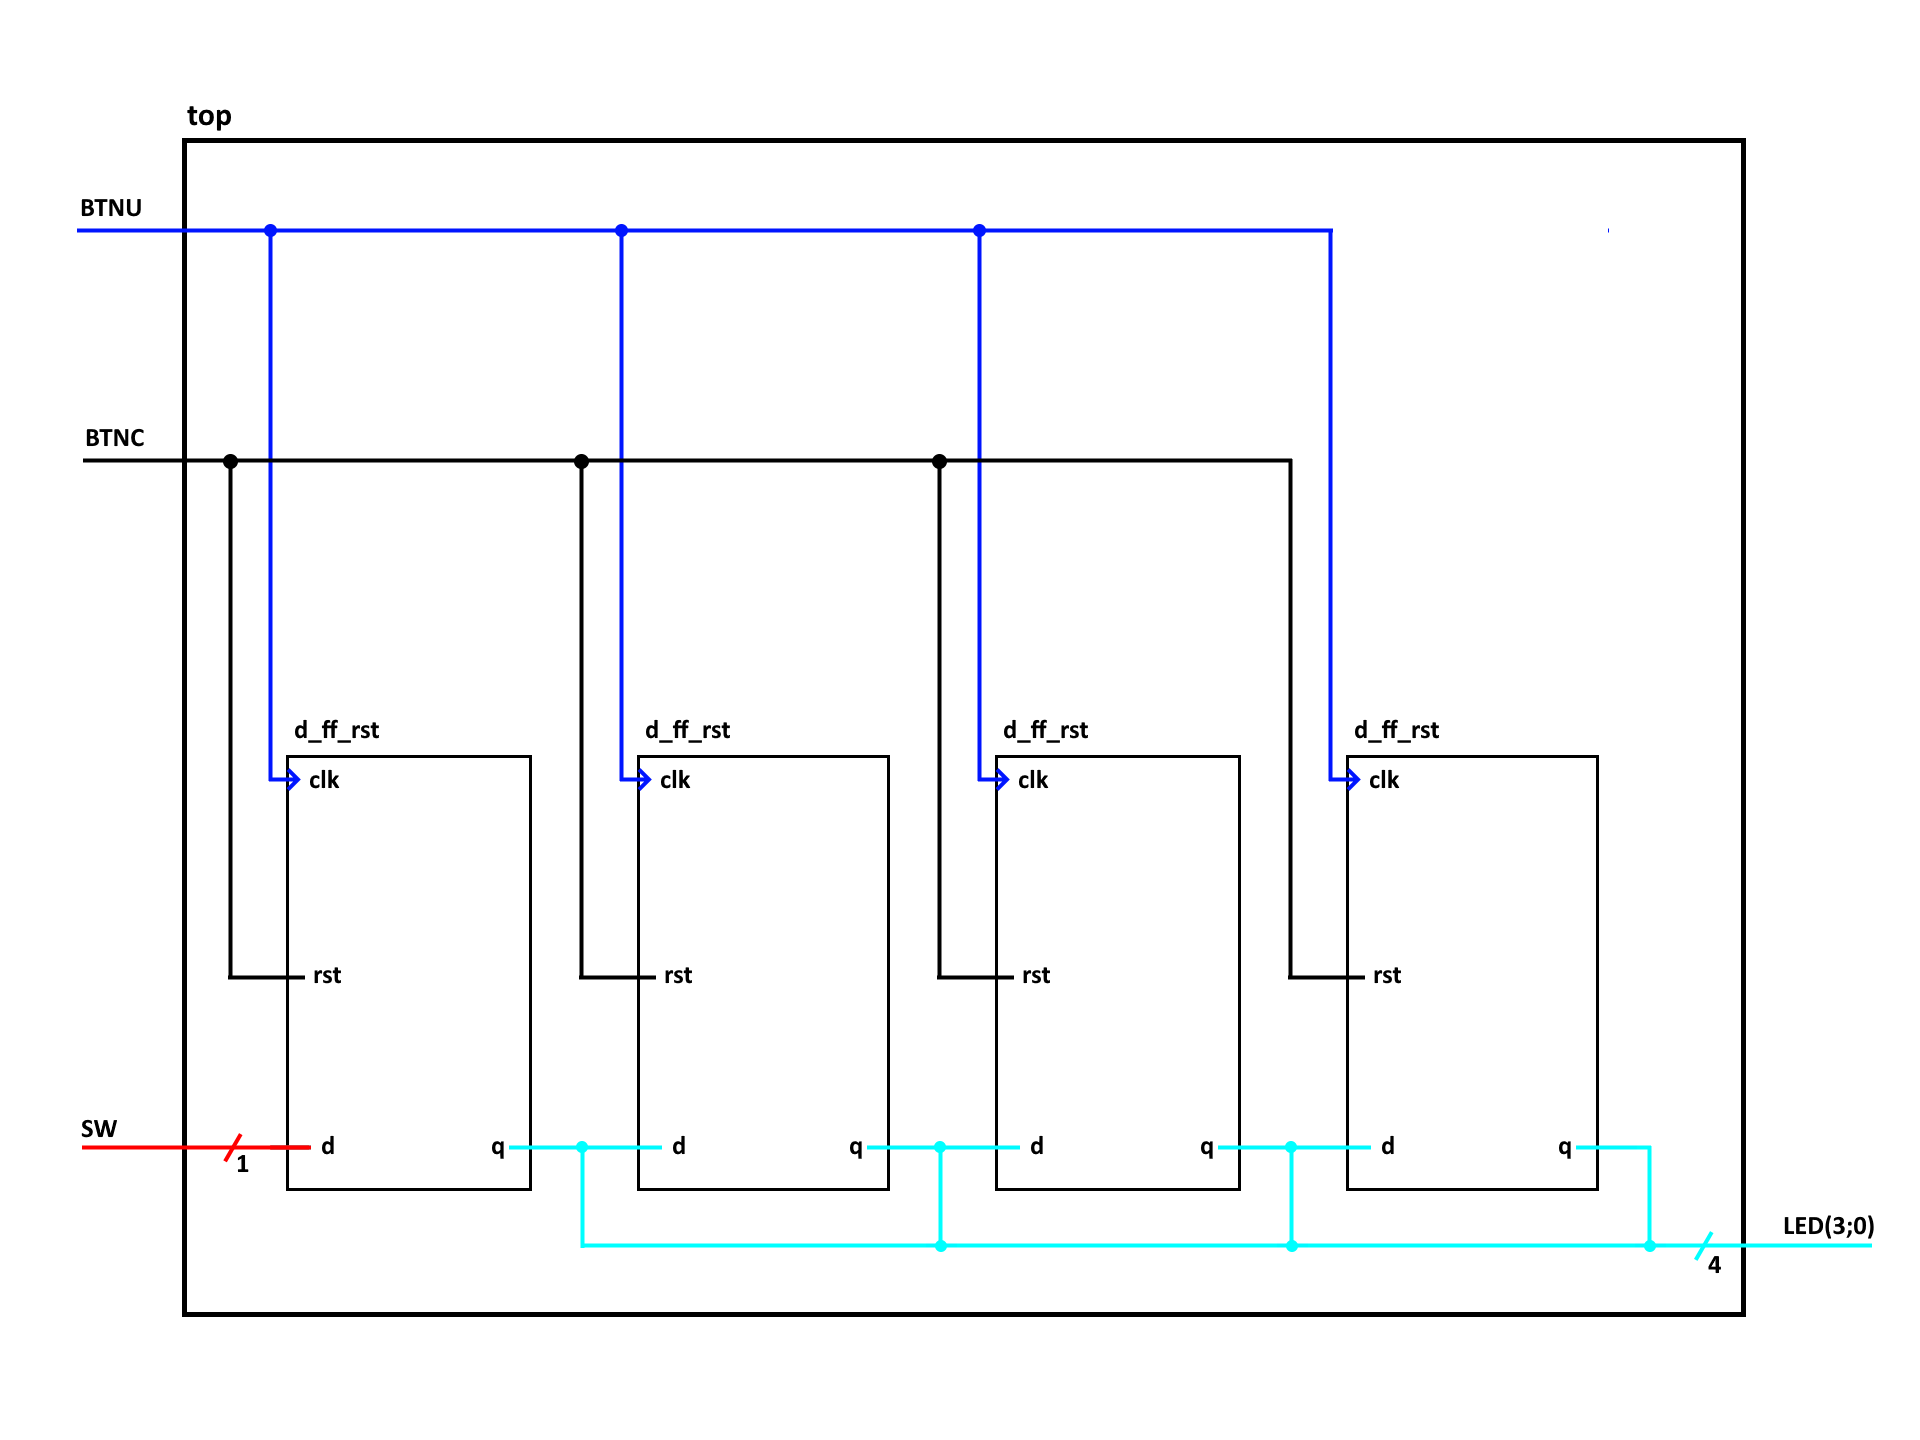 top
BTNU
BTNC
d_ff_rst
d_ff_rst
d_ff_rst
d_ff_rst
clk
clk
clk
clk
rst
rst
rst
rst
SW
1
d
q
d
q
d
q
d
q
LED(3;0)
4